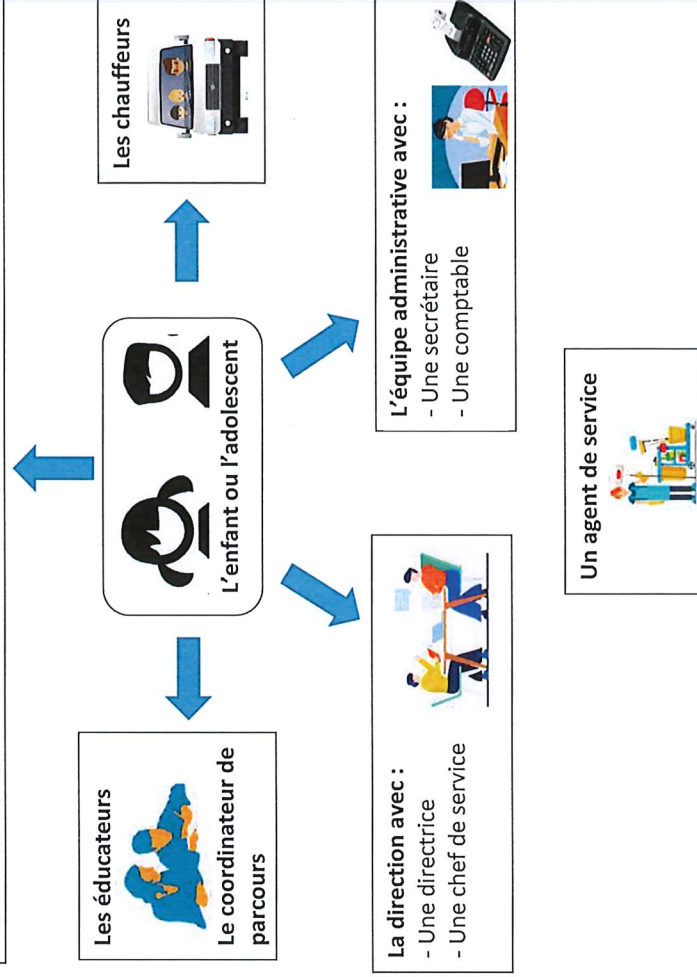 Les éducateurs
Le coordinateur de
parcours
L'enfant ou l'adolescent
Les chauffeurs
La direction avec :
- Une directrice
- Une chef de service
L'équipe administrative avec :
- Une secrétaire
- Une comptable
Un agent de service